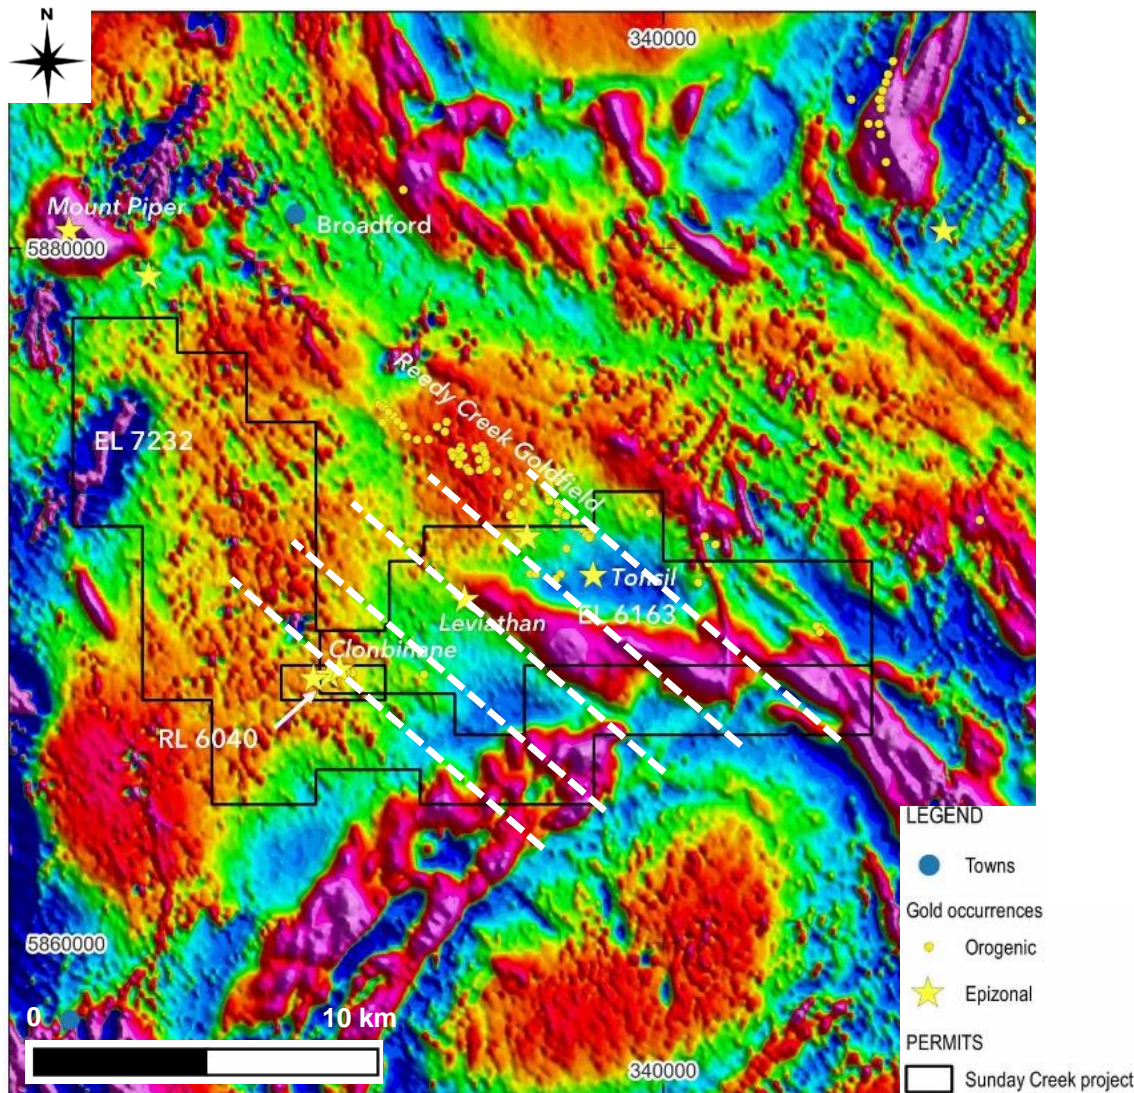 N
340000
Mount Piper
Broadford
5880000
Reedy Creek Goldfield
EL 7232
Tonsil
EL 6163
Leviathan
Clonbinane
RL 6040
LEGEND
Towns
Gold occurrences
5860000
Orogenic
Epizonal
0
10 km
PERMITS
340000
Sunday Creek project